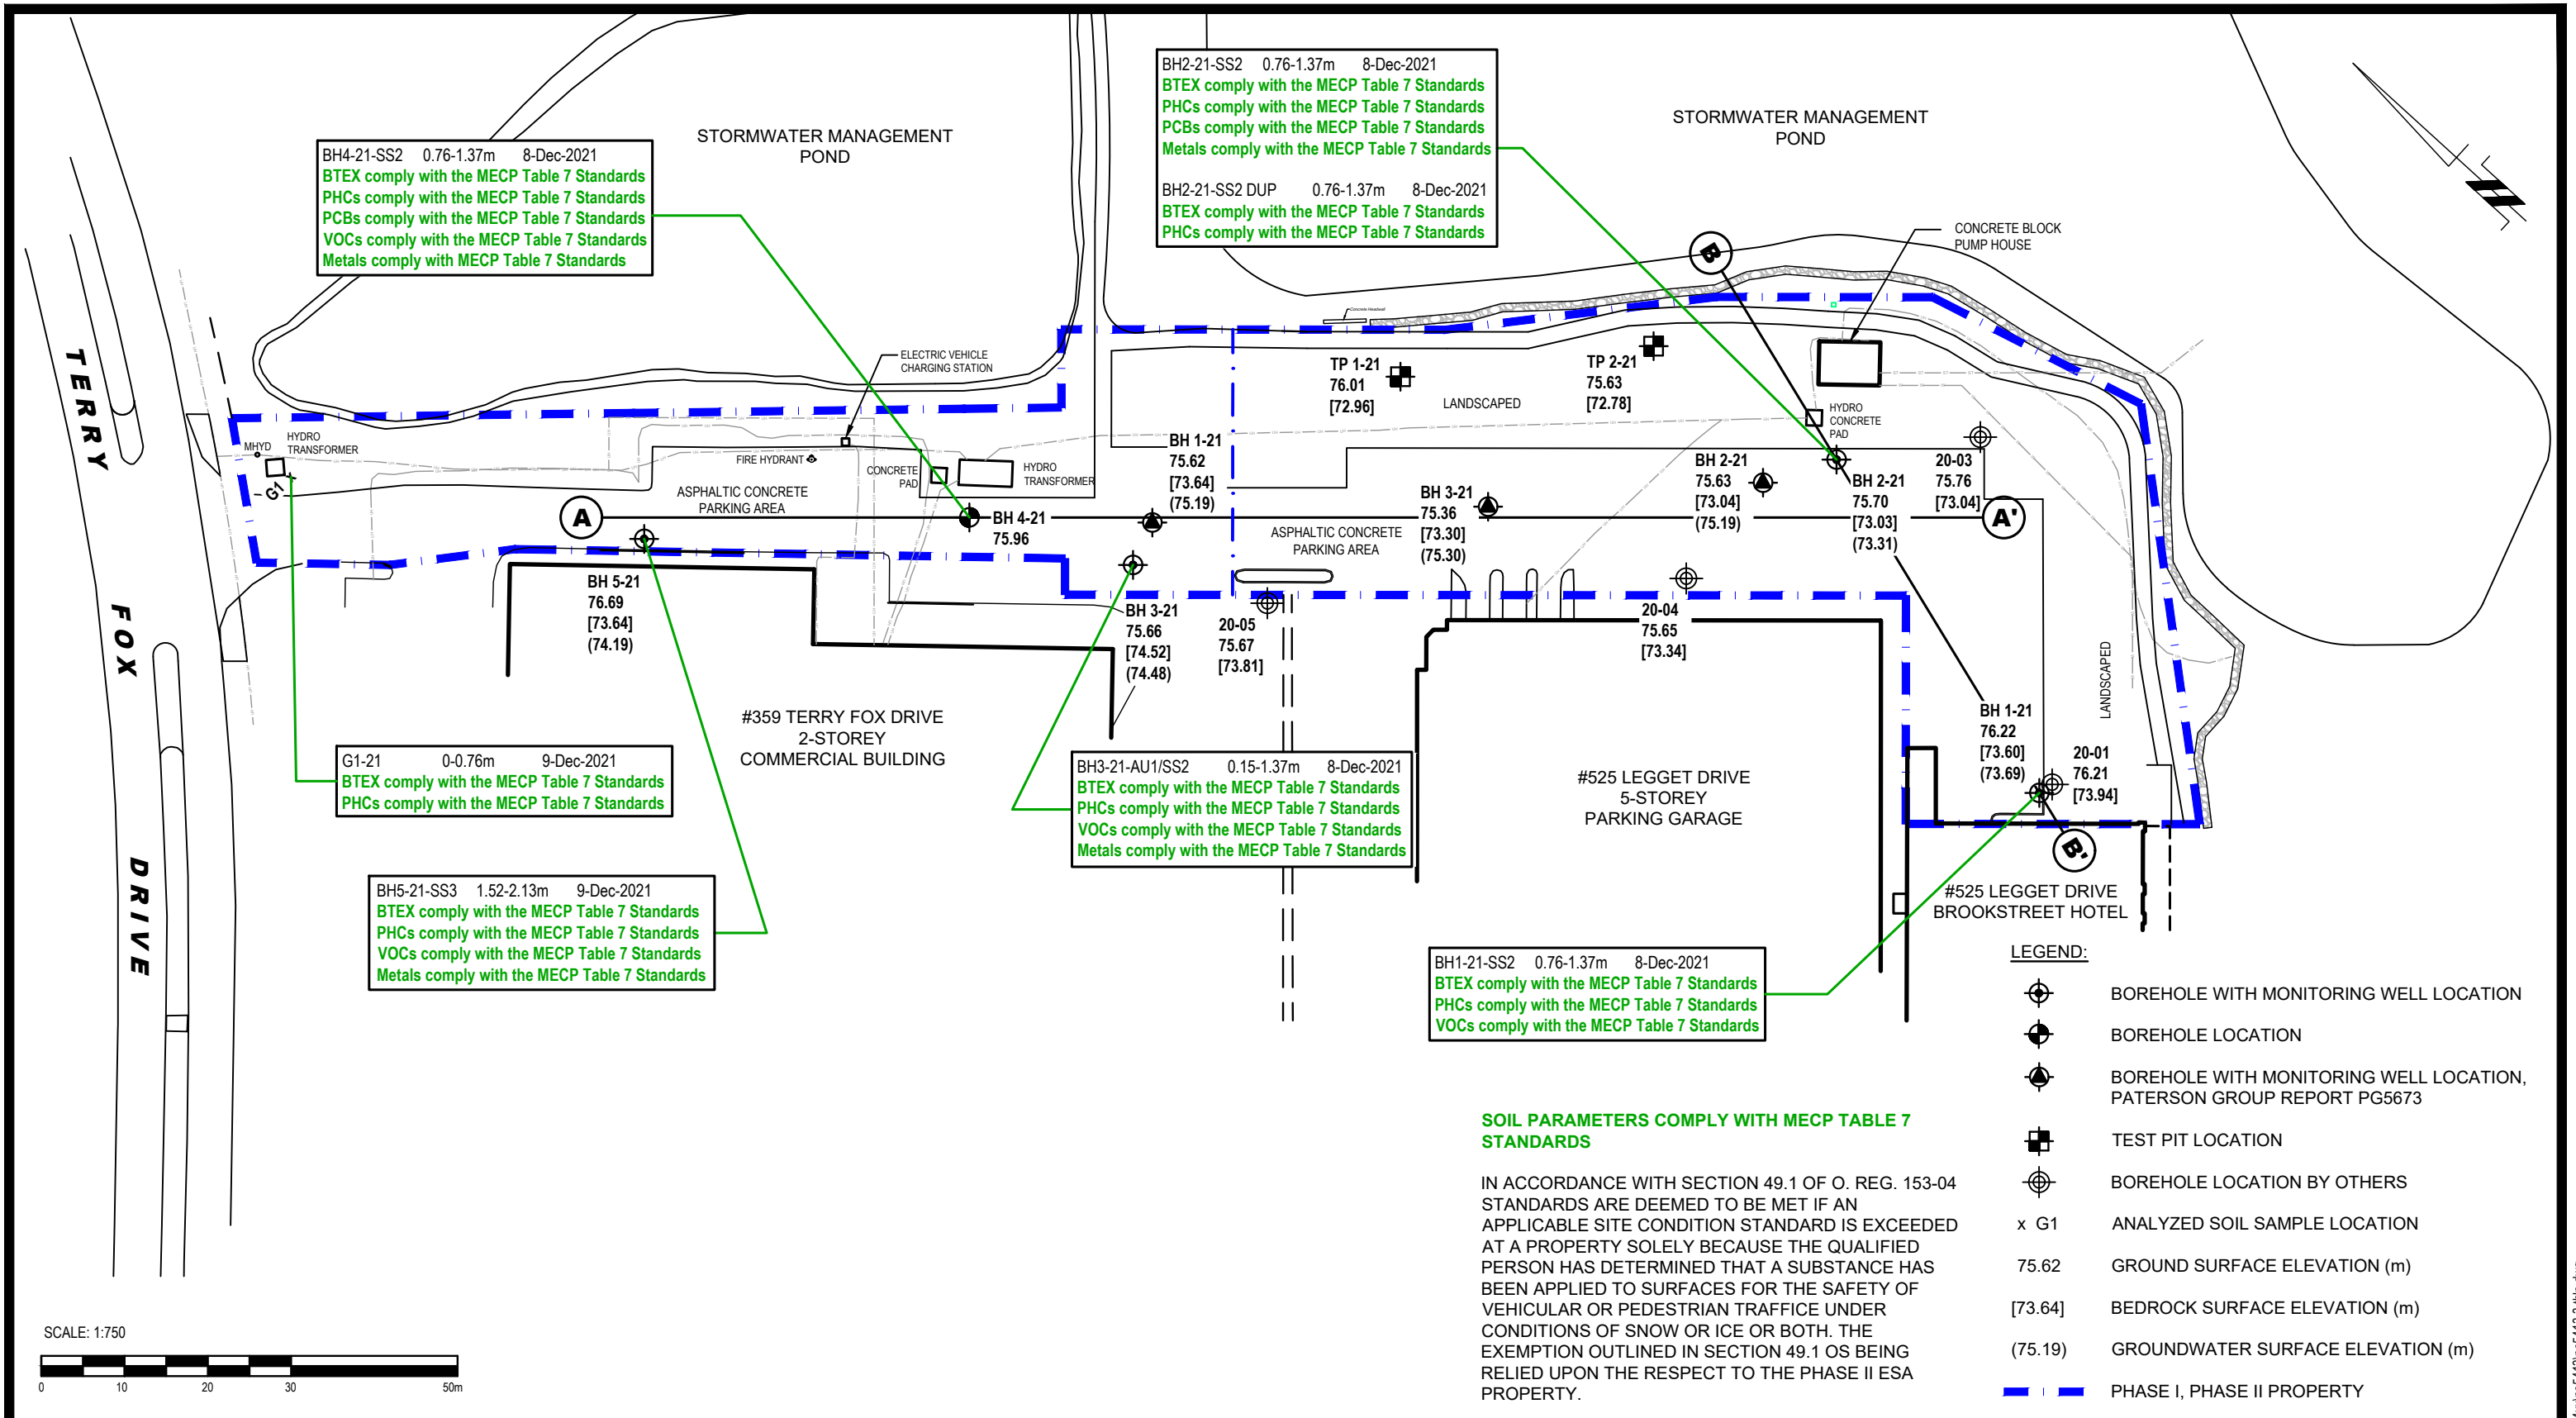 BH2-21-SS2 0.76-1.37m 8-Dec-2021
BTEX comply with the MECP Table 7 Standards
PHCs comply with the MECP Table 7 Standards
PCBs comply with the MECP Table 7 Standards
Metals comply with the MECP Table 7 Standards
BH2-21-SS2 DUP 0.76-1.37m 8-Dec-2021
BTEX comply with the MECP Table 7 Standards
PHCs comply with the MECP Table 7 Standards
BH4-21-SS2 0.76-1.37m 8-Dec-2021
BTEX comply with the MECP Table 7 Standards
PHCs comply with the MECP Table 7 Standards
PCBs comply with the MECP Table 7 Standards
VOCs comply with the MECP Table 7 Standards
Metals comply with MECP Table 7 Standards
STORMWATER MANAGEMENT
POND
STORMWATER MANAGEMENT
POND
CONCRETE BLOCK
PUMP HOUSE
B
Concrete Headwall
ELECTRIC VEHICLE
CHARGING STATION
TP 1-21
76.01
[72.96]
TP 2-21
75.63
[72.78]
LANDSCAPED
HYDRO
CONCRETE
PAD
TERRY
FOX
DRIVE
MHYD
HYDRO
TRANSFORMER
G1
FIRE HYDRANT
CONCRETE
PAD
HYDRO
TRANSFORMER
ASPHALTIC CONCRETE
PARKING AREA
A
BH 4-21
75.96
BH 1-21
75.62
[73.64]
(75.19)
ASPHALTIC CONCRETE
PARKING AREA
BH 3-21
75.36
[73.30]
(75.30)
BH 2-21
75.63
[73.04]
(75.19)
BH 2-21
75.70
[73.03]
(73.31)
20-03
75.76
[73.04]
A'
BH 5-21
76.69
[73.64]
(74.19)
BH 3-21
75.66
[74.52]
(74.48)
20-05
75.67
[73.81]
20-04
75.65
[73.34]
LANDSCAPED
BH 1-21
76.22
[73.60]
(73.69)
20-01
76.21
[73.94]
B'
#359 TERRY FOX DRIVE
2-STOREY
COMMERCIAL BUILDING
#525 LEGGET DRIVE
5-STOREY
PARKING GARAGE
#525 LEGGET DRIVE
BROOKSTREET HOTEL
G1-21 0-0.76m 9-Dec-2021
BTEX comply with the MECP Table 7 Standards
PHCs comply with the MECP Table 7 Standards
BH3-21-AU1/SS2 0.15-1.37m 8-Dec-2021
BTEX comply with the MECP Table 7 Standards
PHCs comply with the MECP Table 7 Standards
VOCs comply with the MECP Table 7 Standards
Metals comply with the MECP Table 7 Standards
BH5-21-SS3 1.52-2.13m 9-Dec-2021
BTEX comply with the MECP Table 7 Standards
PHCs comply with the MECP Table 7 Standards
VOCs comply with the MECP Table 7 Standards
Metals comply with the MECP Table 7 Standards
BH1-21-SS2 0.76-1.37m 8-Dec-2021
BTEX comply with the MECP Table 7 Standards
PHCs comply with the MECP Table 7 Standards
VOCs comply with the MECP Table 7 Standards
SOIL PARAMETERS COMPLY WITH MECP TABLE 7
STANDARDS
IN ACCORDANCE WITH SECTION 49.1 OF O. REG. 153-04
STANDARDS ARE DEEMED TO BE MET IF AN
APPLICABLE SITE CONDITION STANDARD IS EXCEEDED
AT A PROPERTY SOLELY BECAUSE THE QUALIFIED
PERSON HAS DETERMINED THAT A SUBSTANCE HAS
BEEN APPLIED TO SURFACES FOR THE SAFETY OF
VEHICULAR OR PEDESTRIAN TRAFFICE UNDER
CONDITIONS OF SNOW OR ICE OR BOTH. THE
EXEMPTION OUTLINED IN SECTION 49.1 OS BEING
RELIED UPON THE RESPECT TO THE PHASE II ESA
PROPERTY.
LEGEND:
BOREHOLE WITH MONITORING WELL LOCATION
BOREHOLE LOCATION
BOREHOLE WITH MONITORING WELL LOCATION,
PATERSON GROUP REPORT PG5673
TEST PIT LOCATION
BOREHOLE LOCATION BY OTHERS
x G1 ANALYZED SOIL SAMPLE LOCATION
75.62 GROUND SURFACE ELEVATION (m)
[73.64] BEDROCK SURFACE ELEVATION (m)
(75.19) GROUNDWATER SURFACE ELEVATION (m)
PHASE I, PHASE II PROPERTY
SCALE: 1:750
0 10 20 30 50m